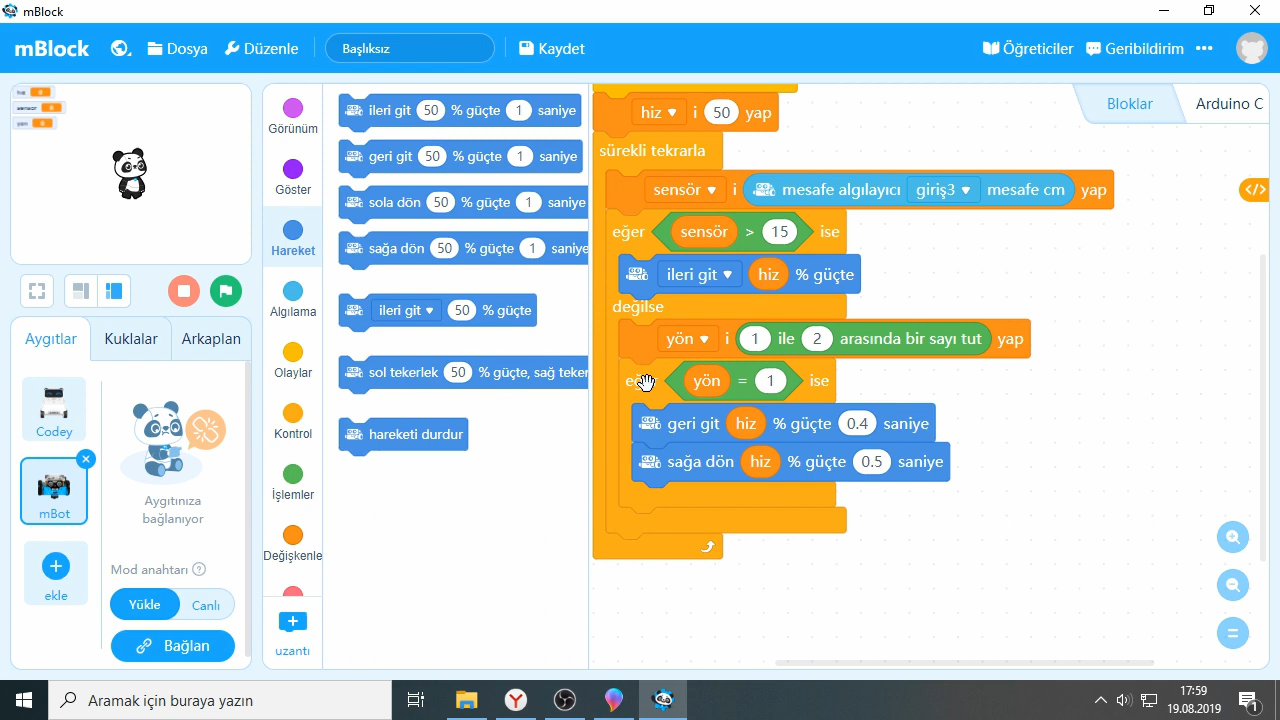 mBlock
mBlock
Dosya
Düzenle
Başlıksız
Kaydet
Öğreticiler
Geribildirim
sensor
Aygıtlar
Kuklalar
Arkaplan
Codey
mBot
ekle
Aygıtınıza
bağlanıyor
Mod anahtarı ?
Yükle
Canlı
Bağlan
Görünüm
Göster
Hareket
Algılama
Olaylar
Kontrol
İşlemler
Değişkenle
uzantı
ileri git 50 % güçte 1 saniye
geri git 50 % güçte 1 saniye
sola dön 50 % güçte 1 saniye
sağa dön 50 % güçte 1 saniye
ileri git 50 % güçte
sol tekerlek 50 % güçte, sağ teker
hareketi durdur
Bloklar
Arduino C
hiz i 50 yap
sürekli tekrarla
sensör i mesafe algılayıcı giriş3 mesafe cm yap
eğer sensör > 15 ise
ileri git hiz % güçte
değilse
yön i 1 ile 2 arasında bir sayı tut yap
yön = 1 ise
geri git hiz % güçte 0.4 saniye
sağa dön hiz % güçte 0.5 saniye
</>
Aramak için buraya yazın
17:59
19.08.2019
1